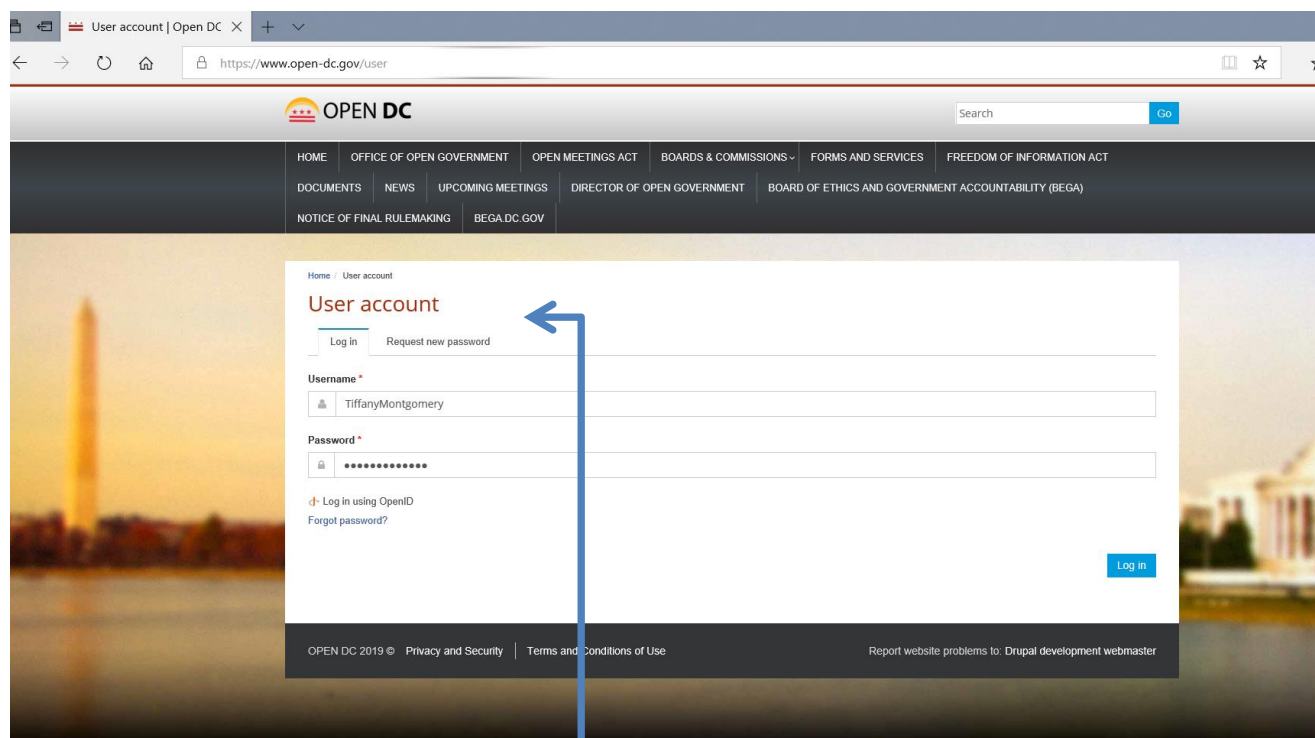 User account | Open DC
https://www.open-dc.gov/user
OPEN DC
Search
Go
HOME OFFICE OF OPEN GOVERNMENT OPEN MEETINGS ACT BOARDS & COMMISSIONS FORMS AND SERVICES FREEDOM OF INFORMATION ACT
DOCUMENTS NEWS UPCOMING MEETINGS DIRECTOR OF OPEN GOVERNMENT BOARD OF ETHICS AND GOVERNMENT ACCOUNTABILITY (BEGA)
NOTICE OF FINAL RULEMAKING BEGA.DC.GOV
Home / User account
User account
Log in Request new password
Username *
TiffanyMontgomery
Password *
•••••••••••••
Log in using OpenID
Forgot password?
Log in
OPEN DC 2019 © Privacy and Security | Terms and Conditions of Use Report website problems to: Drupal development webmaster